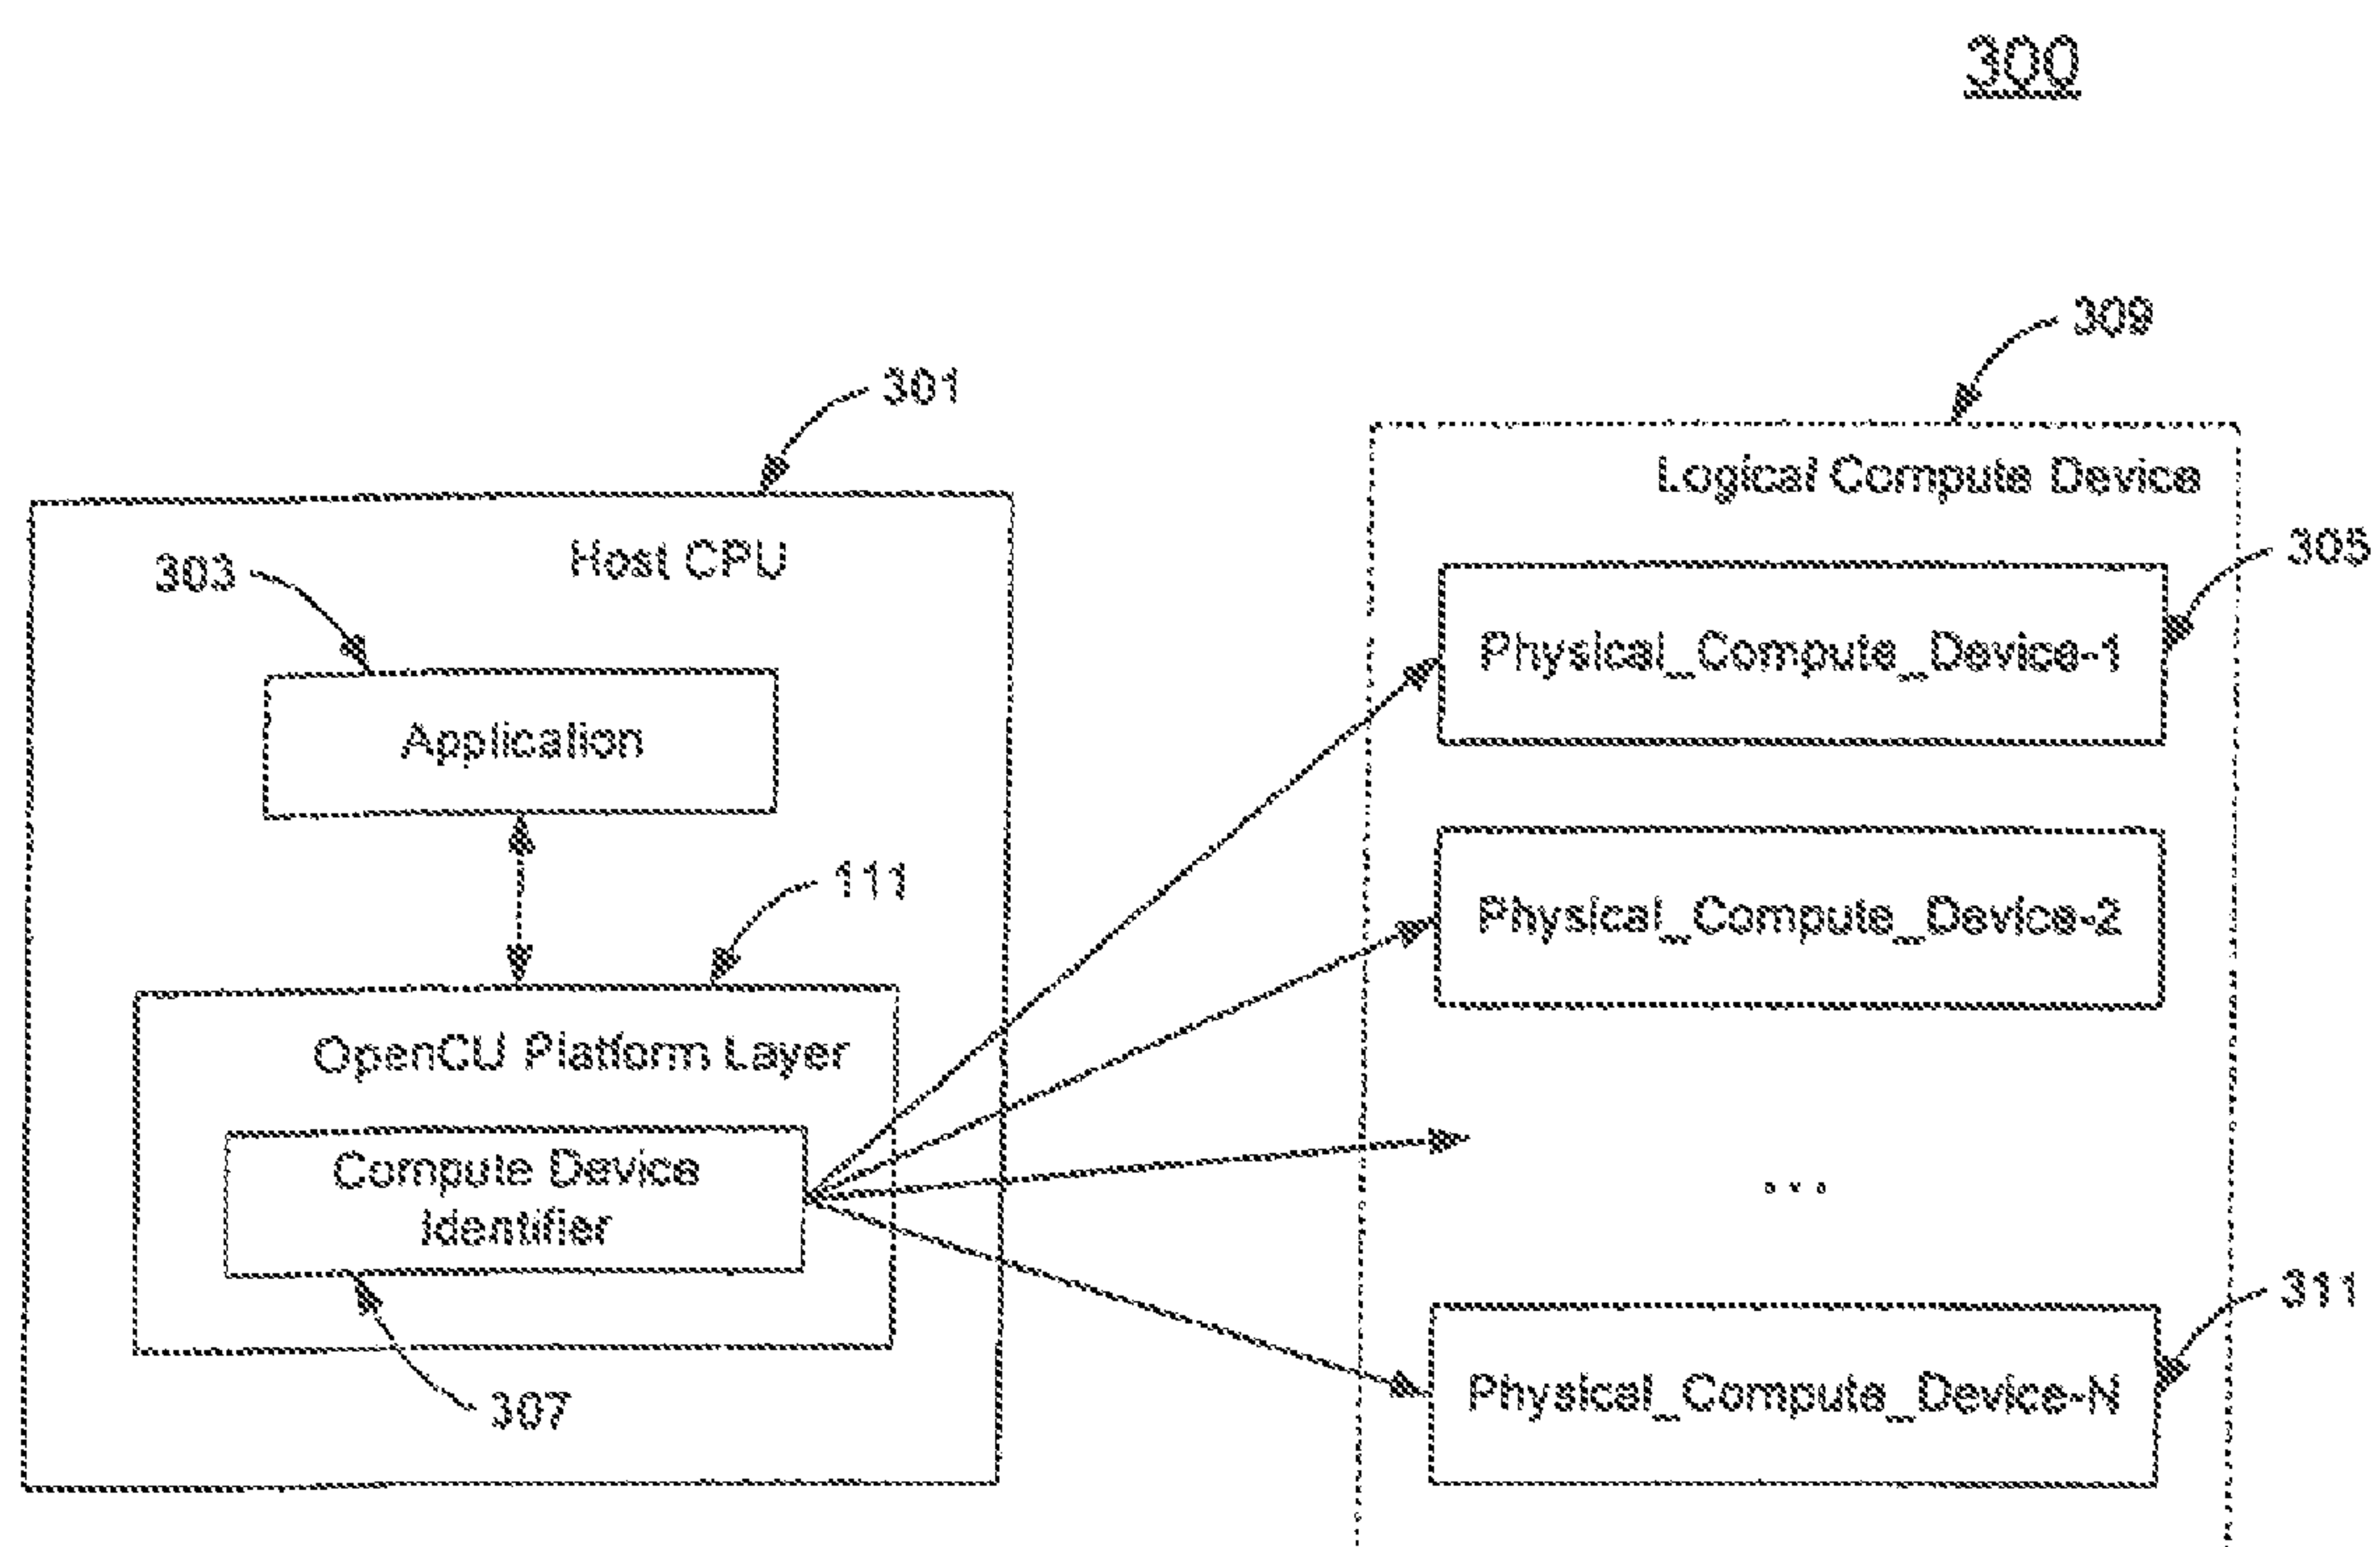 300
309
301
Logical Compute Device
Host CPU
303
305
Physical_Compute_Device-1
Application
111
Physical_Compute_Device-2
OpenCU Platform Layer
Compute Device
Identifier
...
311
Physical_Compute_Device-N
307